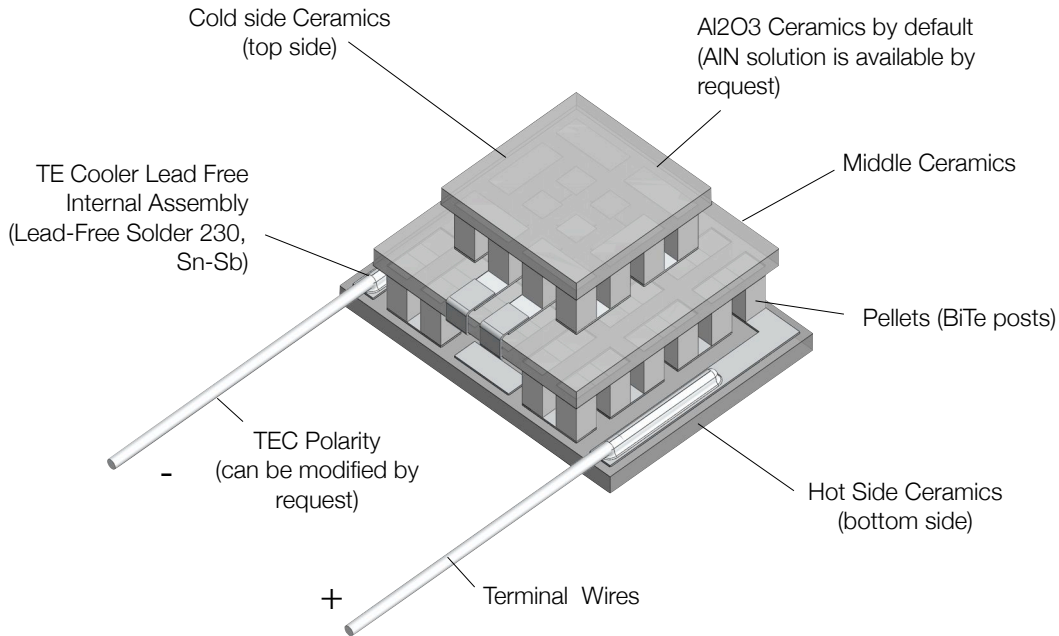 Cold side Ceramics
(top side)
Al2O3 Ceramics by default
(AlN solution is available by
request)
Middle Ceramics
TE Cooler Lead Free
Internal Assembly
(Lead-Free Solder 230,
Sn-Sb)
Pellets (BiTe posts)
TEC Polarity
(can be modified by
request)
-
Hot Side Ceramics
(bottom side)
Terminal Wires
+